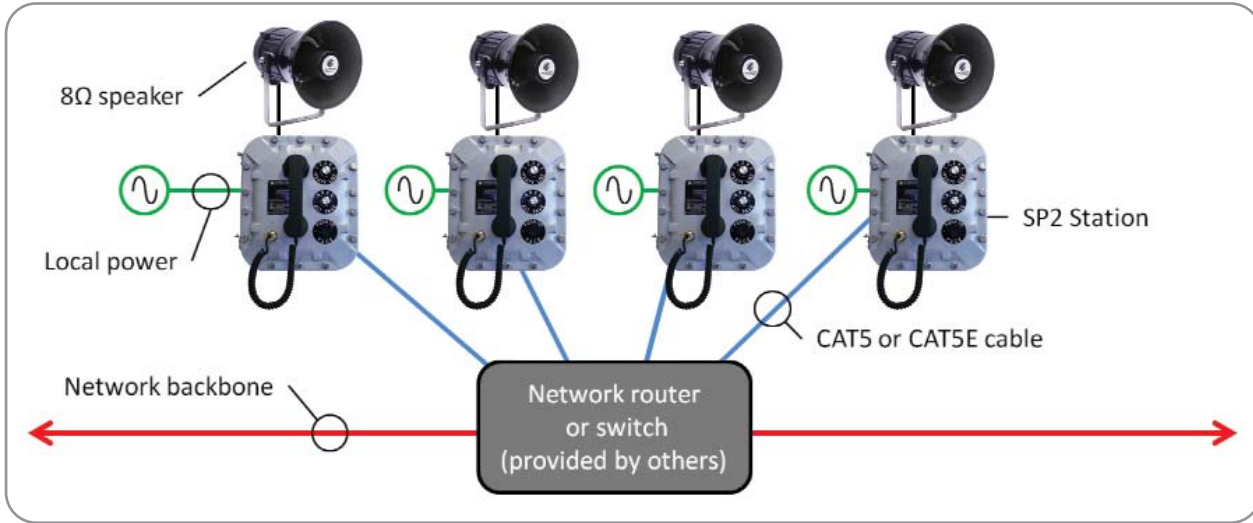 8Ω speaker
Local power
SP2 Station
CAT5 or CAT5E cable
Network backbone
Network router
or switch
(provided by others)